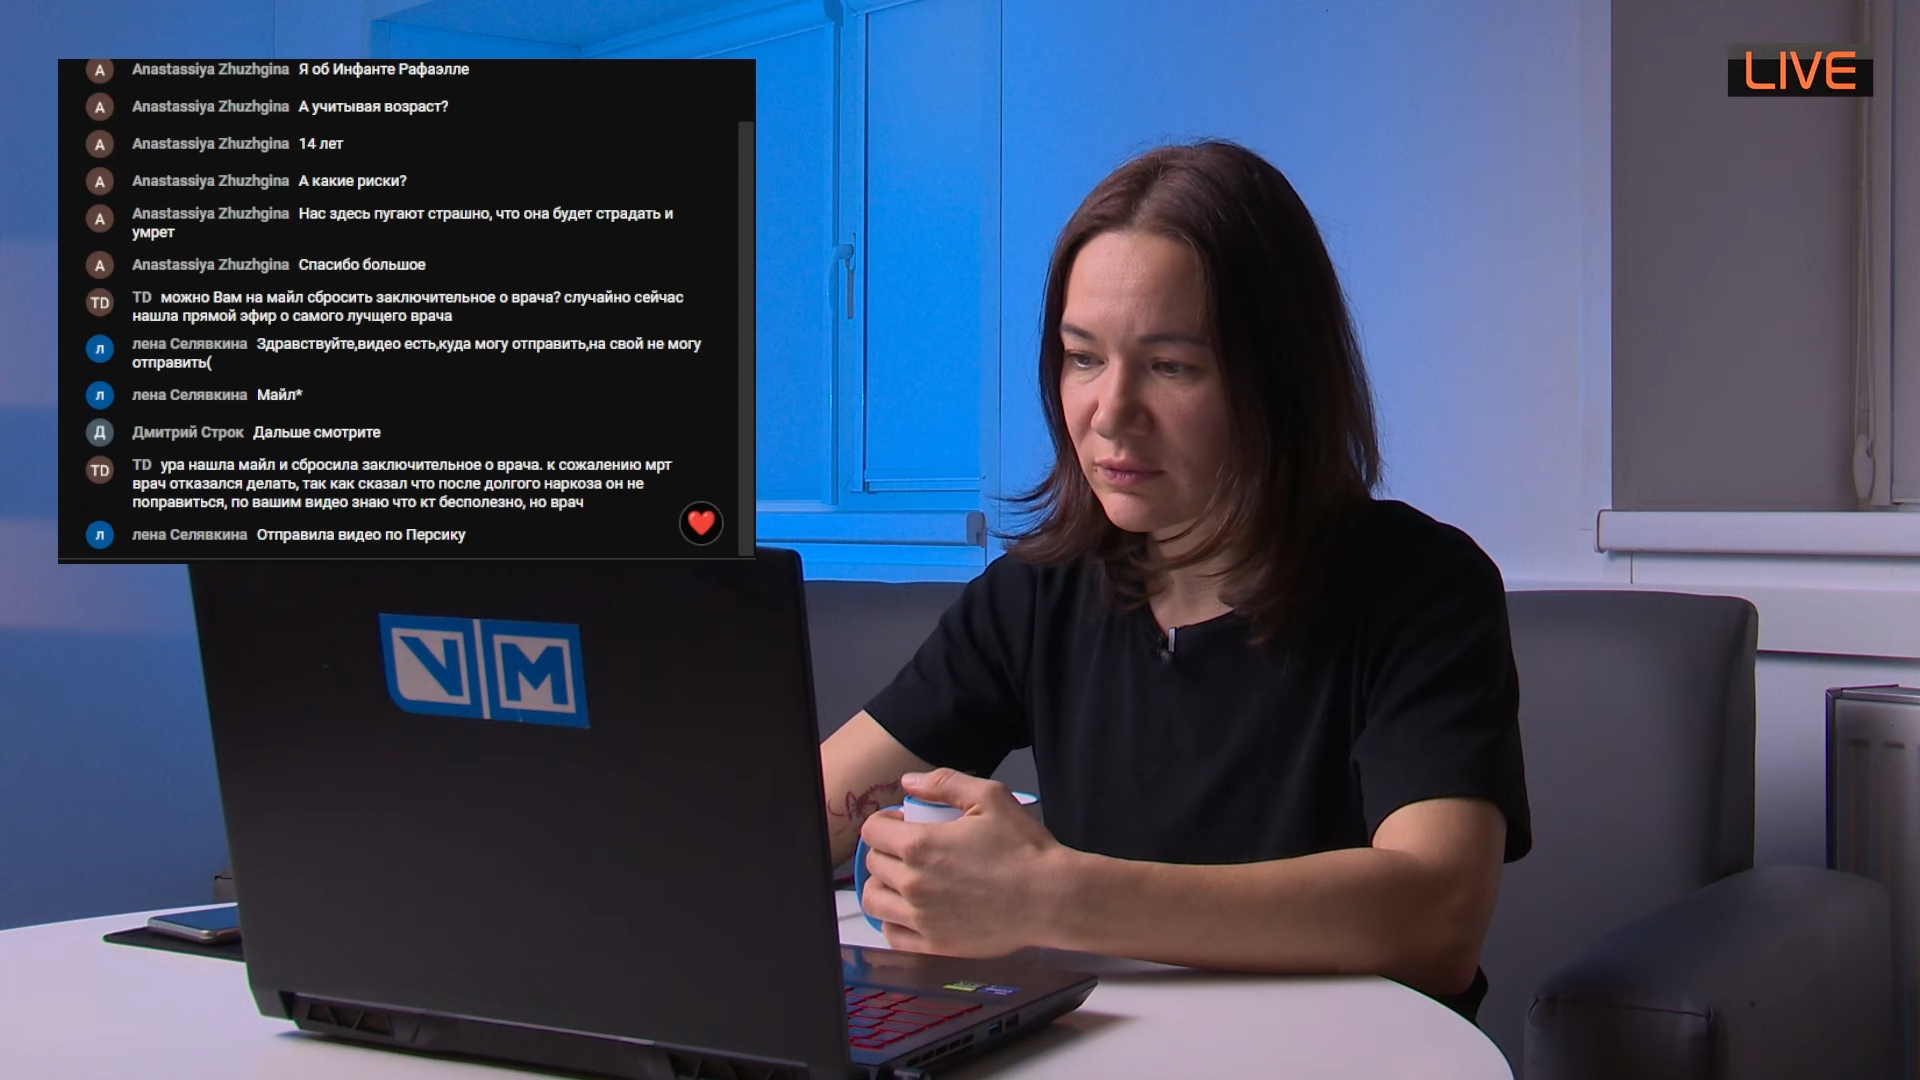 Anastassiya Zhuzhgina Я об Инфанте Рафаэлле
Anastassiya Zhuzhgina А учитывая возраст?
Anastassiya Zhuzhgina 14 лет
Anastassiya Zhuzhgina А какие риски?
Anastassiya Zhuzhgina Нас здесь пугают страшно, что она будет страдать и
умрет
Anastassiya Zhuzhgina Спасибо большое
TD можно Вам на майл сбросить заключительное о врача? случайно сейчас
нашла прямой эфир о самого лучщего врача
лена Селявкина Здравствуйте,видео есть,куда могу отправить,на свой не могу
отправить(
лена Селявкина Майл*
Дмитрий Строк Дальше смотрите
TD ура нашла майл и сбросила заключительное о врача. к сожалению мрт
врач отказался делать, так как сказал что после долгого наркоза он не
поправиться, по вашим видео знаю что кт бесполезно, но врач
лена Селявкина Отправила видео по Персику
A
A
A
A
A
A
TD
л
л
Д
TD
л
LIVE
VM